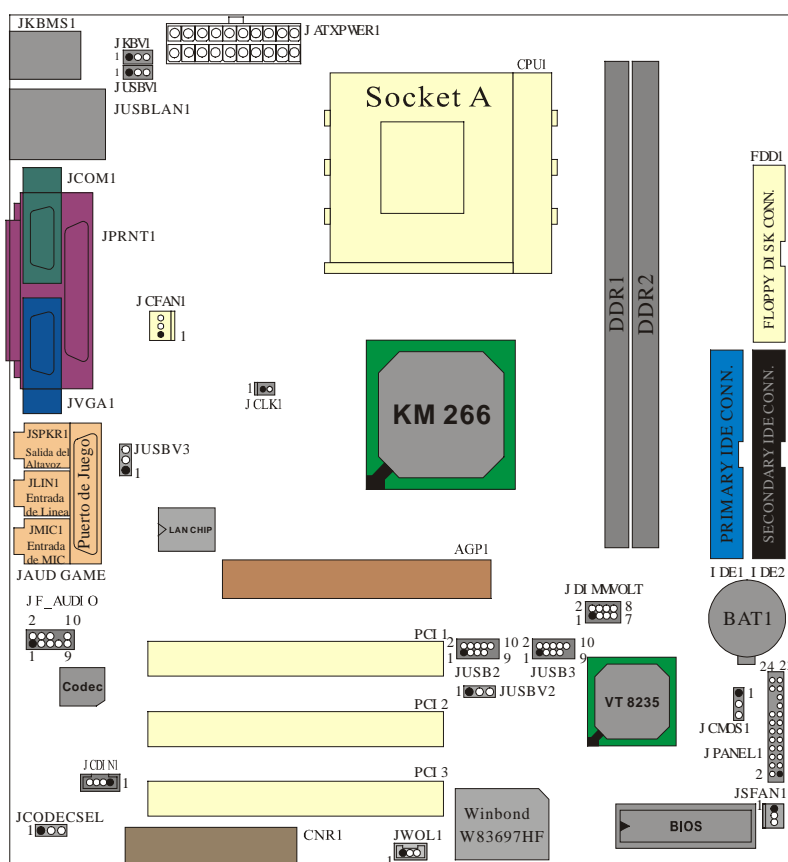 JKBMS1
JKBV1
1
1
JUSBV1
JATXPWER1
CPU1
Socket A
JUSBLAN1
JCOM1
JPRNT1
JVGA1
FDD1
FLOPPY DISK CONN.
DDR1
DDR2
JCFAN1
1
1
JCLK1
KM 266
PRIMARY IDE CONN.
SECONDARY IDE CONN.
IDE1 IDE2
JSPKR1
Salida del
Altavoz
JLIN1
Entrada
de Linea
JMIC1
Entrada
de MIC
Puerto de Juego
JAUD GAME
JUSBV3
1
LAN CHIP
AGP1
JDIMMVOLT
2 8
1 7
BAT1
JF_AUDIO
2 10
1 9
Codec
PCI 1
2 10
1 9
JUSB2
2 10
1 9
JUSB3
1 JUSBV2
VT 8235
PCI 2
1
JCMOS1
24 2
JPANEL1
2
JCDIN1
1
PCI 3
JCODECSEL
1
CNR1
JWOL1
1
Winbond
W83697HF
BIOS
JSFAN1
1